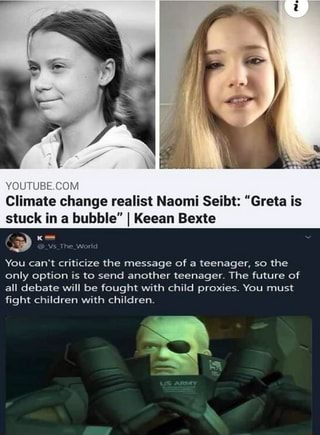 i
YOUTUBE.COM
Climate change realist Naomi Seibt: “Greta is
stuck in a bubble” | Keean Bexte
K
@_Vs_The_World
You can't criticize the message of a teenager, so the
only option is to send another teenager. The future of
all debate will be fought with child proxies. You must
fight children with children.
US ARMY